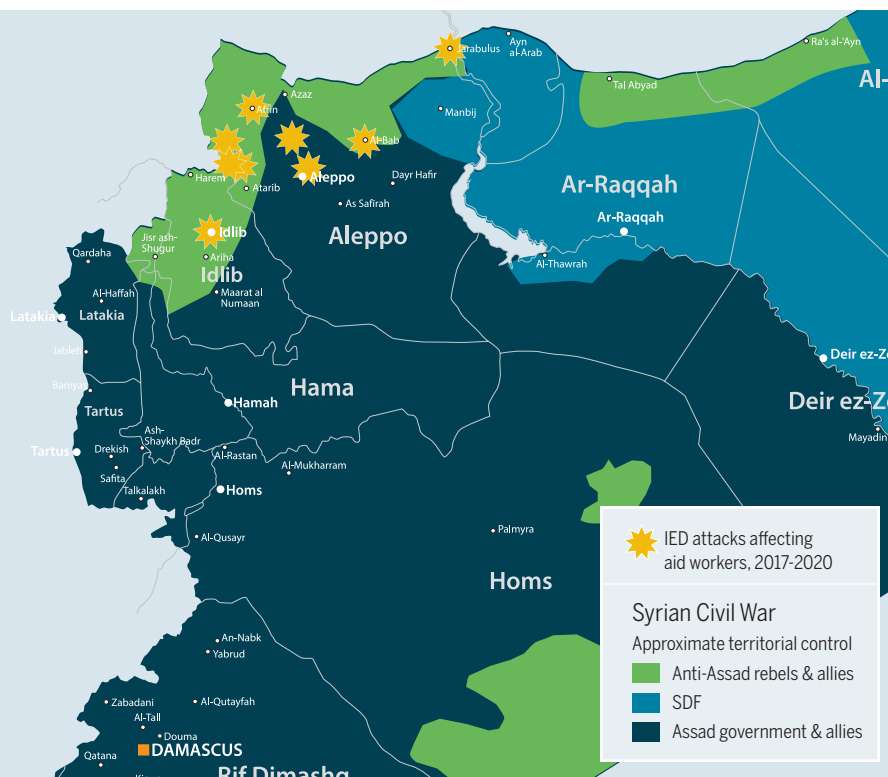 Jarabulus
Ayn
al-Arab
Ra's al-'Ayn
Al-
Tal Abyad
Azaz
Afrin
Manbij
Al-Bab
Harem
Atarib
Aleppo
Dayr Hafir
As Safirah
Ar-Raqqah
Ar-Raqqah
Aleppo
Idlib
Jisr ash-
Shugur
Ariha
Idlib
Al-Thawrah
Qardaha
Al-Haffah
Maarat al
Numaan
Latakia
Latakia
Jableh
Deir ez-Zo
Baniyas
Hama
Hamah
Deir ez-Zo
Tartus
Ash-
Shaykh Badr
Mayadin
Tartus
Drekish
Al-Rastan
Safita
Al-Mukharram
Talkalakh
Homs
Palmyra
Al-Qusayr
Homs
An-Nabk
Yabrud
Zabadani
Al-Qutayfah
Al-Tall
Douma
DAMASCUS
Qatana
Rif Dimashq
IED attacks affecting
aid workers, 2017-2020
Syrian Civil War
Approximate territorial control
Anti-Assad rebels & allies
SDF
Assad government & allies